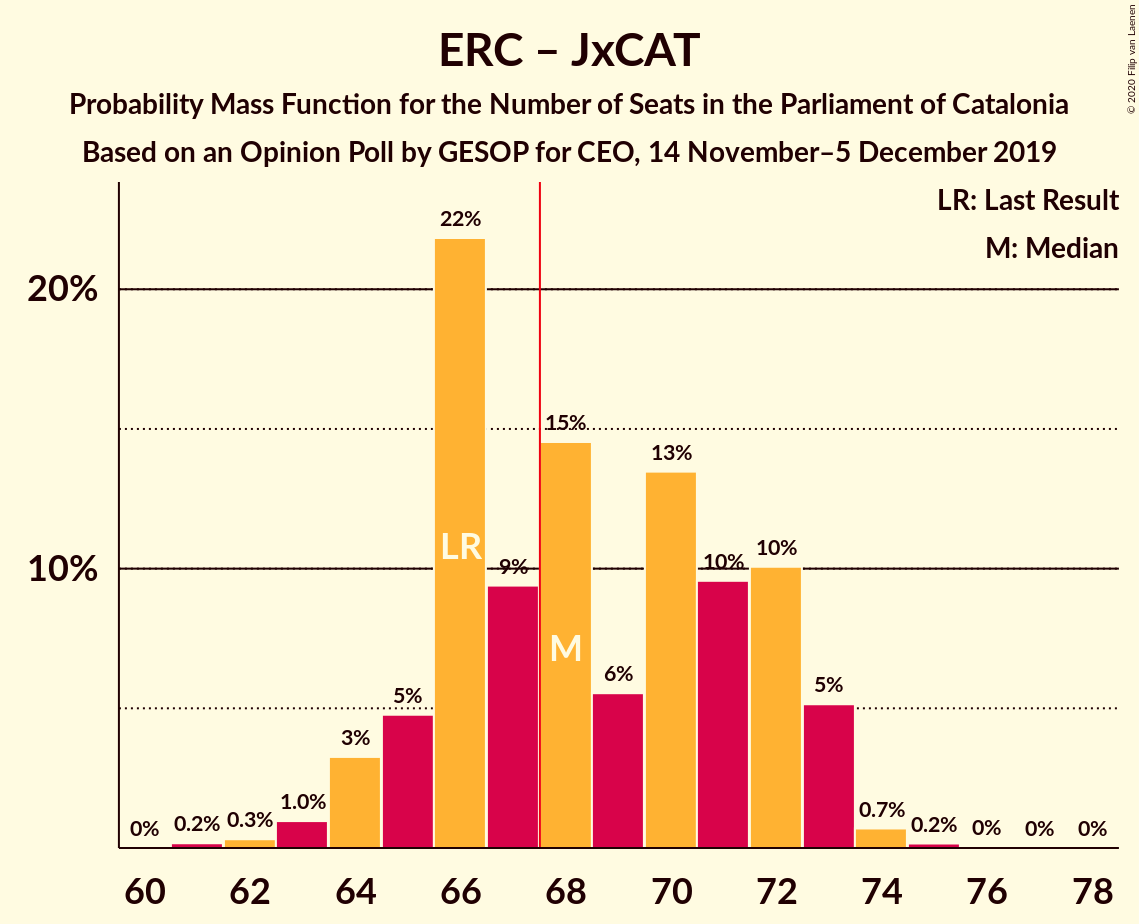 ERC – JxCAT
Probability Mass Function for the Number of Seats in the Parliament of Catalonia
Based on an Opinion Poll by GESOP for CEO, 14 November–5 December 2019
© 2020 Filip van Laenen
LR: Last Result
M: Median
20%
10%
0%
0.2%
0.3%
1.0%
3%
5%
22%
9%
15%
6%
13%
10%
10%
5%
0.7%
0.2%
0%
0%
0%
LR
M
60 62 64 66 68 70 72 74 76 78